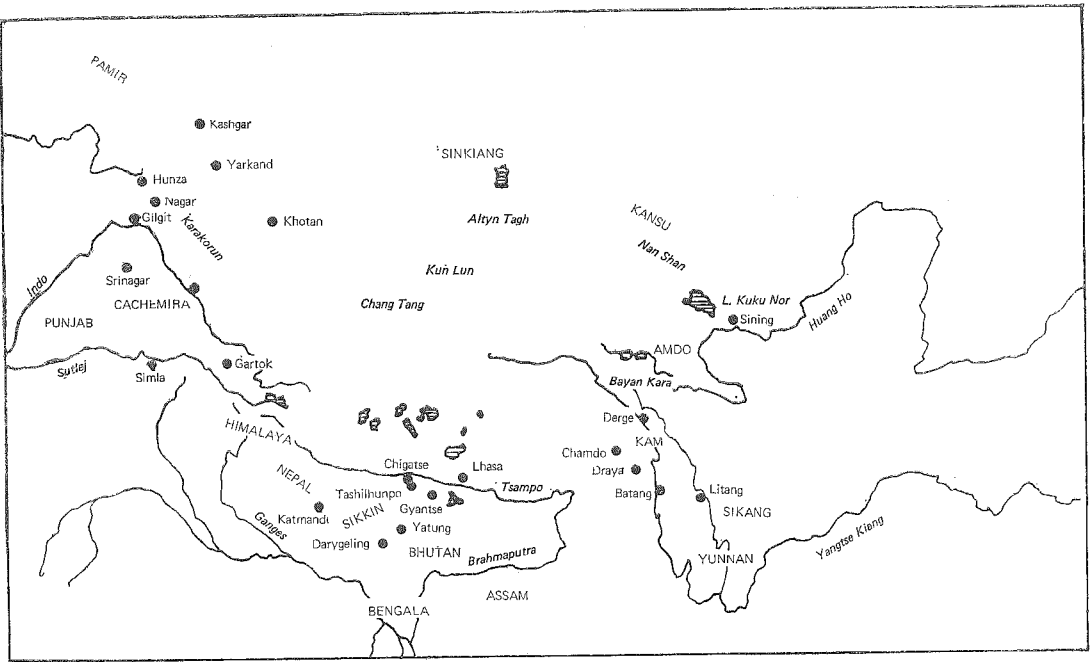 PAMIR
Kashgar
Yarkand
SINKIANG
Hunza
Nagar
Gilgit
Karakorun
Khotan
Altyn Tagh
KANSU
Nan Shan
Kun Lun
Indo
Srinagar
CACHEMIRA
Chang Tang
L. Kuku Nor
Sining
Huang Ho
PUNJAB
Sutlej
Simla
Gartok
AMDO
Bayan Kara
HIMALAYA
Derge
KAM
Chamdo
Draya
Batang
Litang
SIKANG
Chigatse
Lhasa
Tsampo
NEPAL
Tashilhunpo
Gyantse
Katmandu
SIKKIN
Yatung
Ganges
Darygeling
BHUTAN
Brahmaputra
YUNNAN
Yangtse Kiang
ASSAM
BENGALA